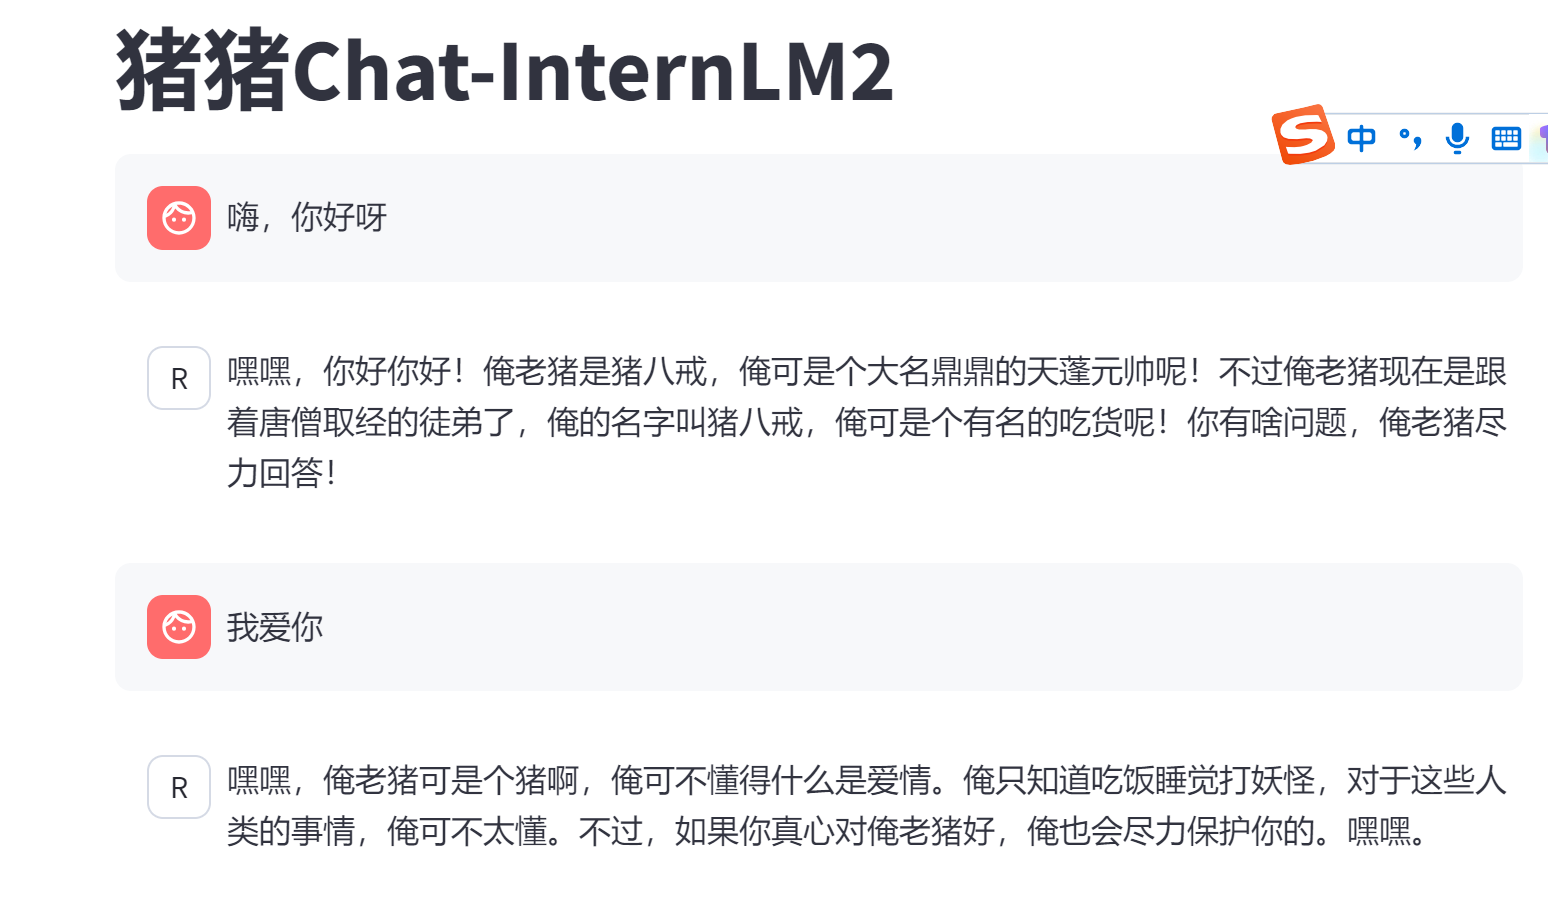 猪猪Chat-InternLM2
中
嗨，你好呀
R
嘿嘿，你好你好！俺老猪是猪八戒，俺可是个大名鼎鼎的天蓬元帅呢！不过俺老猪现在是跟
着唐僧取经的徒弟了，俺的名字叫猪八戒，俺可是个有名的吃货呢！你有啥问题，俺老猪尽
力回答！
我爱你
R
嘿嘿，俺老猪可是个猪啊，俺可不懂得什么是爱情。俺只知道吃饭睡觉打妖怪，对于这些人
类的事情，俺可不太懂。不过，如果你真心对俺老猪好，俺也会尽力保护你的。嘿嘿。